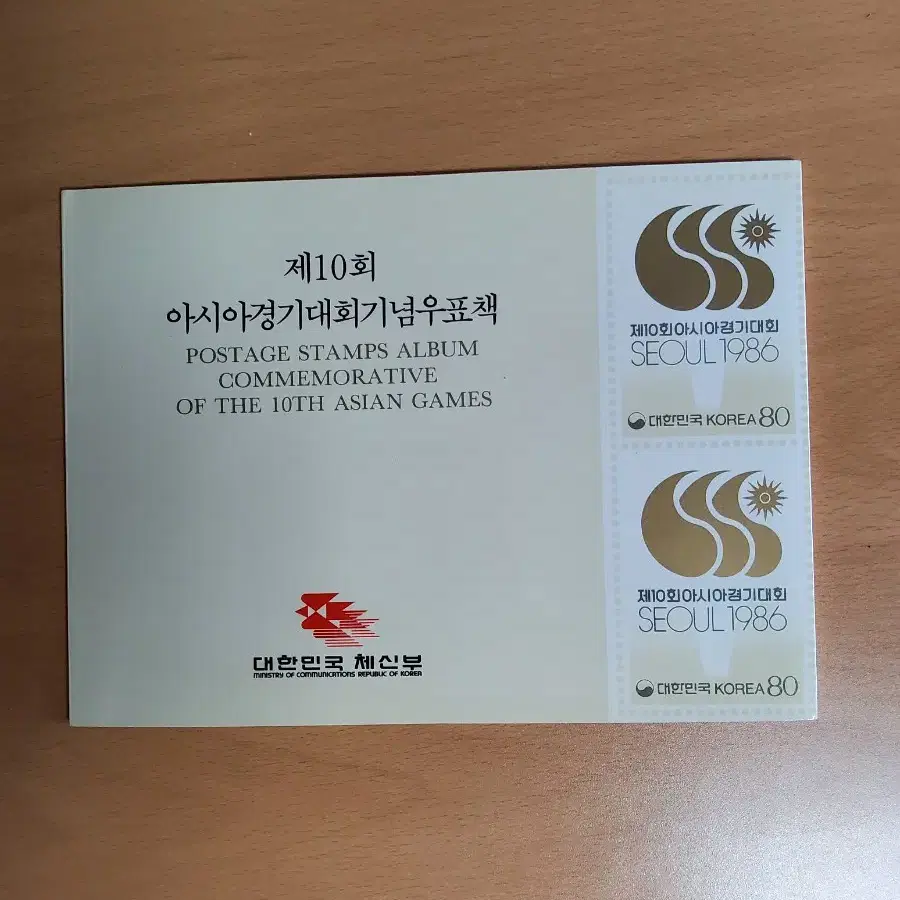 제10회
아시아경기대회기념우표책
POSTAGE STAMPS ALBUM
COMMEMORATIVE
OF THE 10TH ASIAN GAMES
대한민국 체신부
MINISTRY OF COMMUNICATIONS REPUBLIC OF KOREA
제10회아시아경기대회
SEOUL 1986
대한민국 KOREA 80
제10회아시아경기대회
SEOUL 1986
대한민국 KOREA 80